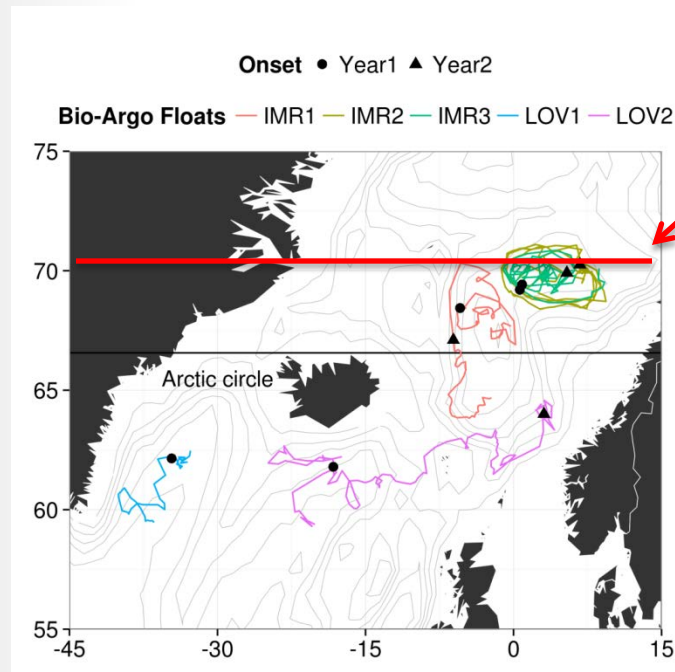 Onset ● Year1 ▲ Year2
Bio-Argo Floats — IMR1 — IMR2 — IMR3 — LOV1 — LOV2
75
70
65
Arctic circle
60
55
-45 -30 -15 0 15